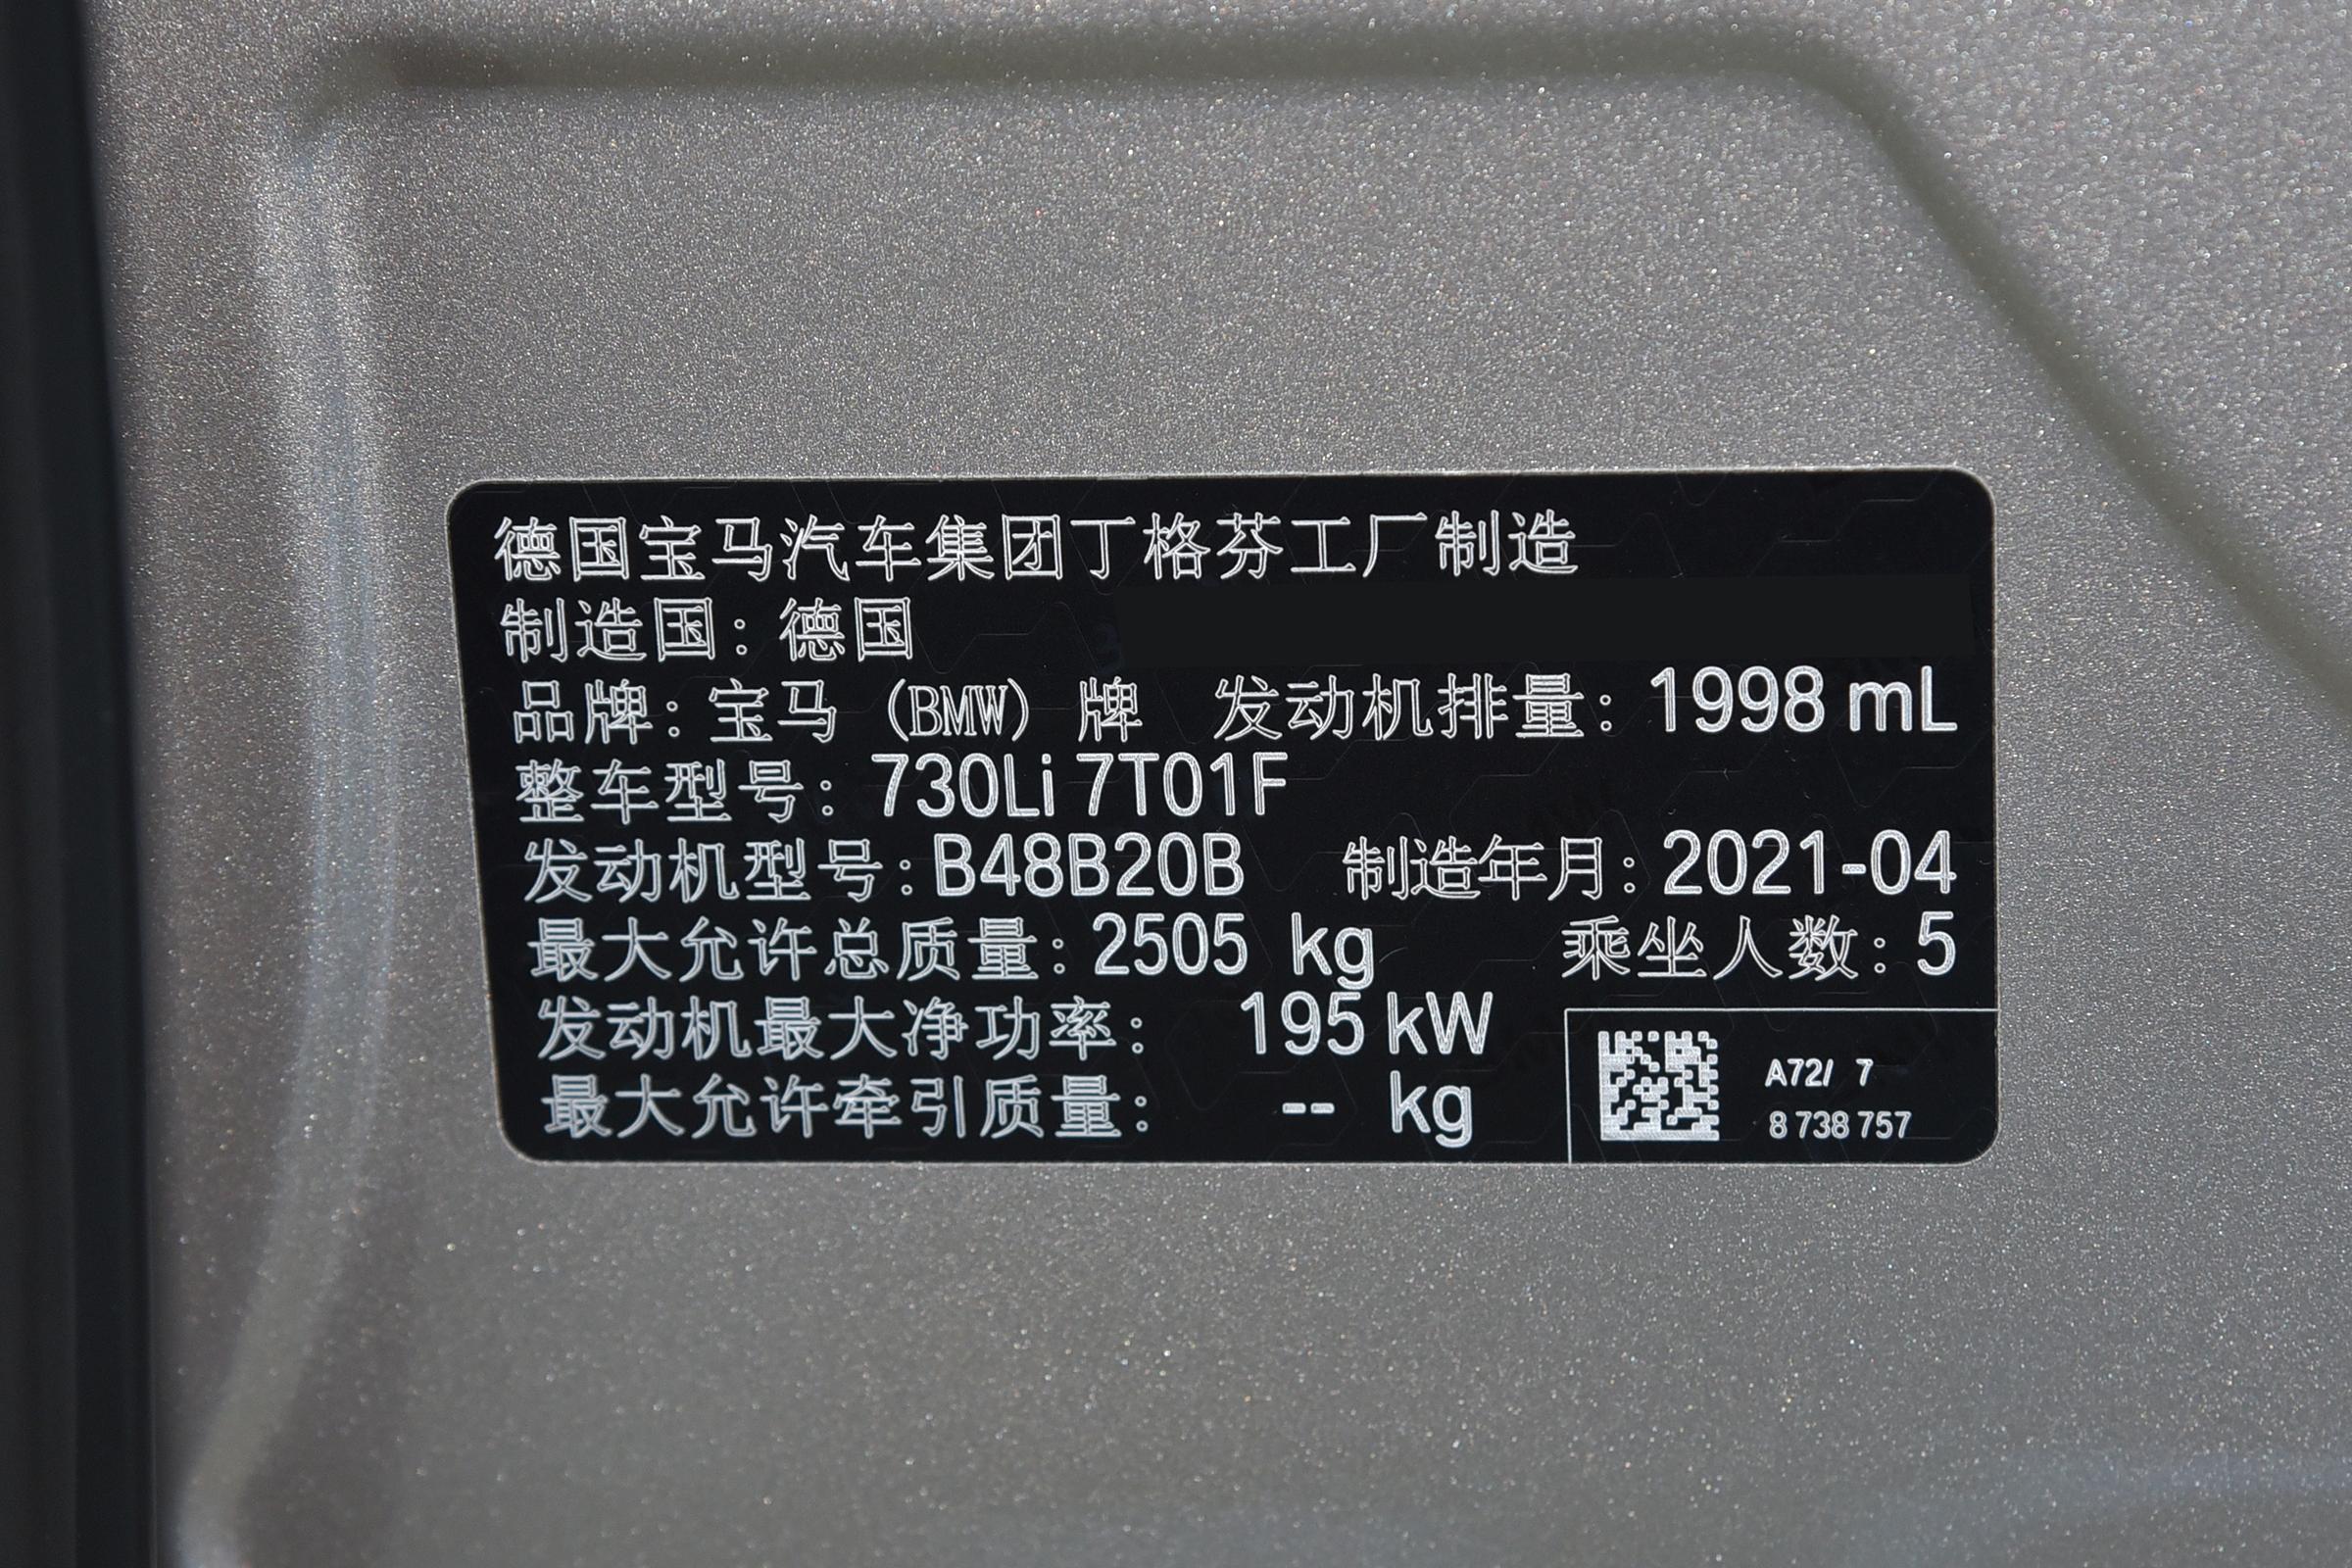 德国宝马汽车集团丁格芬工厂制造
制造国：德国
品牌：宝马（BMW）牌 发动机排量：1998 mL
整车型号：730Li 7T01F
发动机型号：B48B20B 制造年月：2021-04
最大允许总质量：2505 kg 乘坐人数：5
发动机最大净功率： 195 kW
最大允许牵引质量： -- kg
A72/ 7
8 738 757